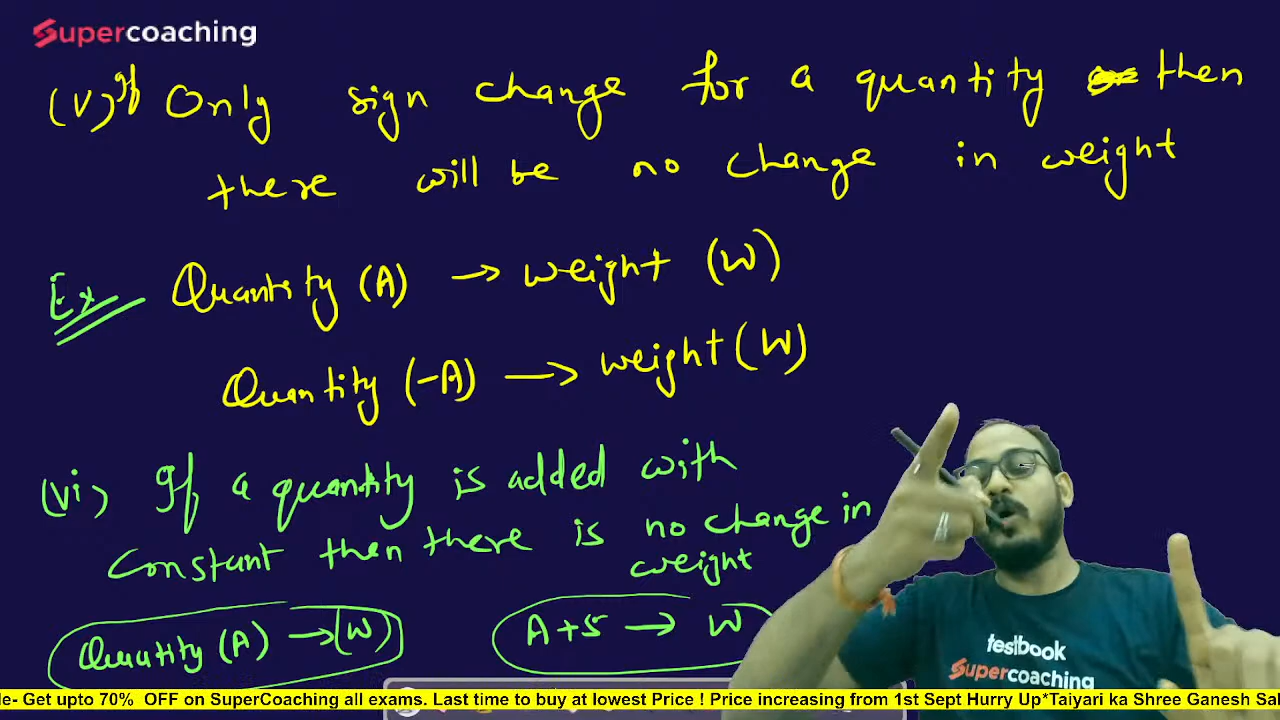 Supercoaching
(v) If Only sign change for a quantity then
there will be no change in weight
Ex Quantity (A) → weight (W)
Quantity (-A) → weight (W)
(vi) If a quantity is added with
Constant then there is no change in
weight
Quantity (A) → (W)
A+5 → W
testbook
Supercoaching
le- Get upto 70% OFF on SuperCoaching all exams. Last time to buy at lowest Price ! Price increasing from 1st Sept Hurry Up*Taiyari ka Shree Ganesh Sa